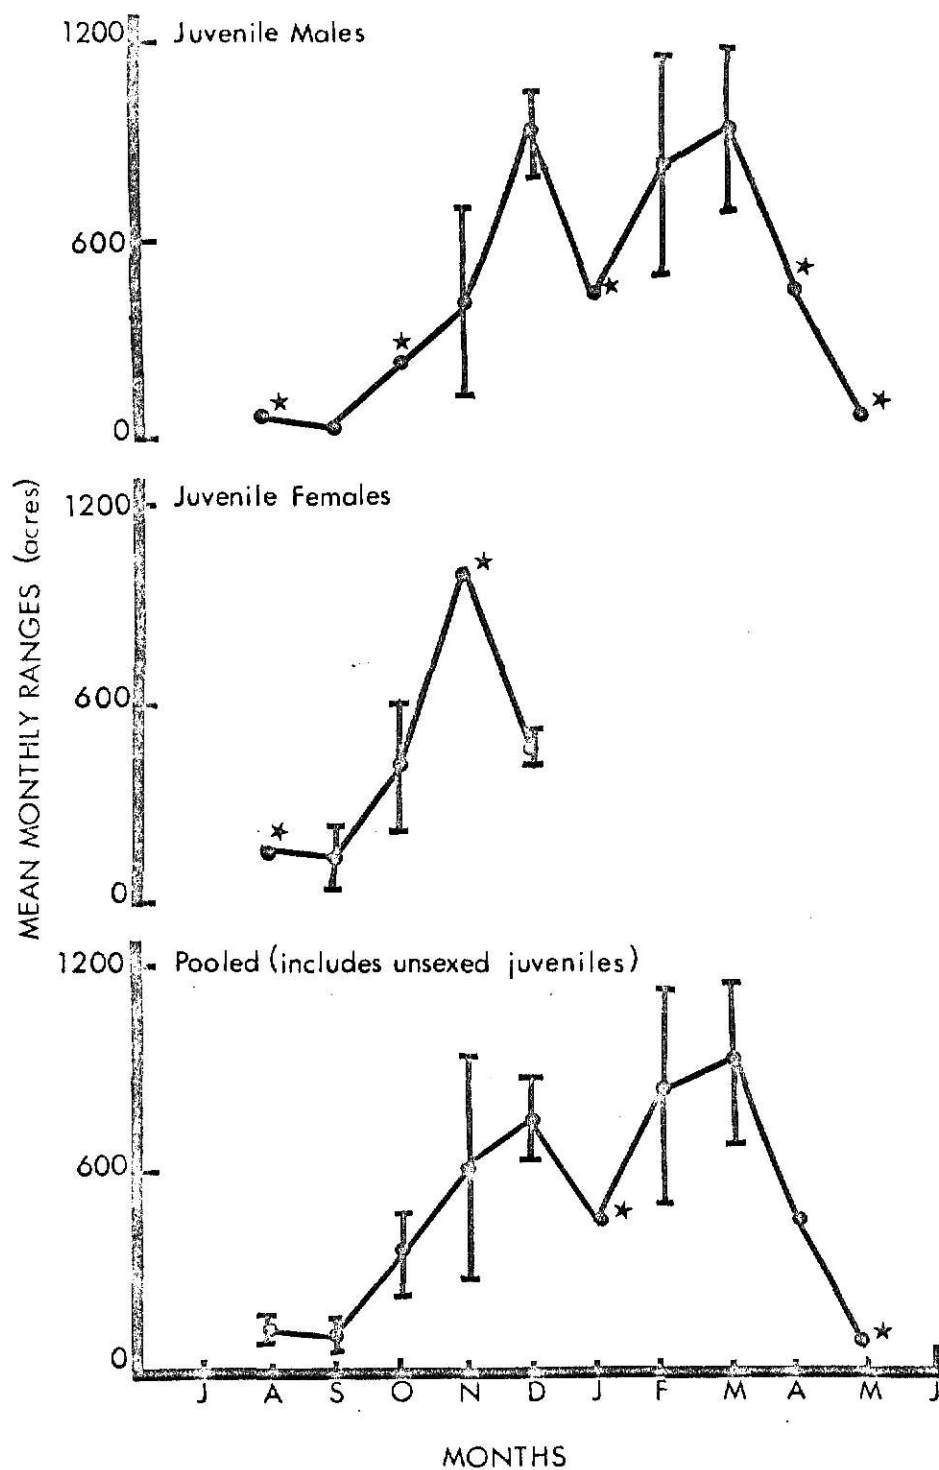 1200
Juvenile Males
600
0
1200
Juvenile Females
600
0
1200
Pooled (includes unsexed juveniles)
600
0
MEAN MONTHLY RANGES (acres)
J A S O N D J F M A M J
MONTHS